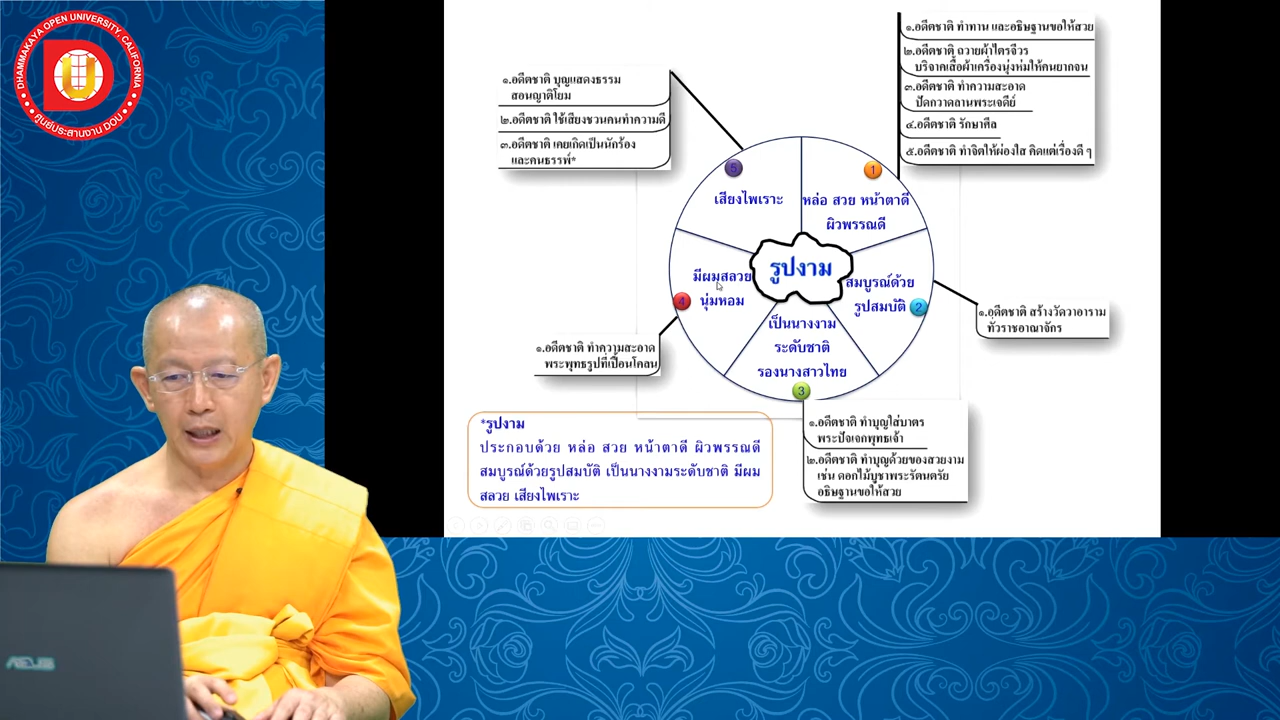 DHAMMAKAYA OPEN UNIVERSITY, CALIFORNIA
DOU
ศูนย์ประสานงาน DOU
๑.อดีตชาติ บุญแสดงธรรม
สอนญาติโยม
๒.อดีตชาติ ใช้เสียงชวนคนทำความดี
๓.อดีตชาติ เคยเกิดเป็นนักร้อง
และคนธรรพ์*
๑.อดีตชาติ ทำทาน และอธิษฐานขอให้สวย
๒.อดีตชาติ ถวายผ้าไตรจีวร
บริจาคเสื้อผ้าเครื่องนุ่งห่มให้คนยากจน
๓.อดีตชาติ ทำความสะอาด
ปัดกวาดลานพระเจดีย์
๔.อดีตชาติ รักษาศีล
๕.อดีตชาติ ทำจิตให้ผ่องใส คิดแต่เรื่องดี ๆ
5
เสียงไพเราะ
1
หล่อ สวย หน้าตาดี
ผิวพรรณดี
รูปงาม
มีผมสลวย
นุ่มหอม
4
สมบูรณ์ด้วย
รูปสมบัติ
2
เป็นนางงาม
ระดับชาติ
รองนางสาวไทย
3
๑.อดีตชาติ สร้างวัดวาอาราม
ทั่วราชอาณาจักร
๑.อดีตชาติ ทำความสะอาด
พระพุทธรูปที่เปื้อนโคลน
๑.อดีตชาติ ทำบุญใส่บาตร
พระปัจเจกพุทธเจ้า
๒.อดีตชาติ ทำบุญด้วยของสวยงาม
เช่น ดอกไม้บูชาพระรัตนตรัย
อธิษฐานขอให้สวย
*รูปงาม
ประกอบด้วย หล่อ สวย หน้าตาดี ผิวพรรณดี
สมบูรณ์ด้วยรูปสมบัติ เป็นนางงามระดับชาติ มีผม
สลวย เสียงไพเราะ
ASUS